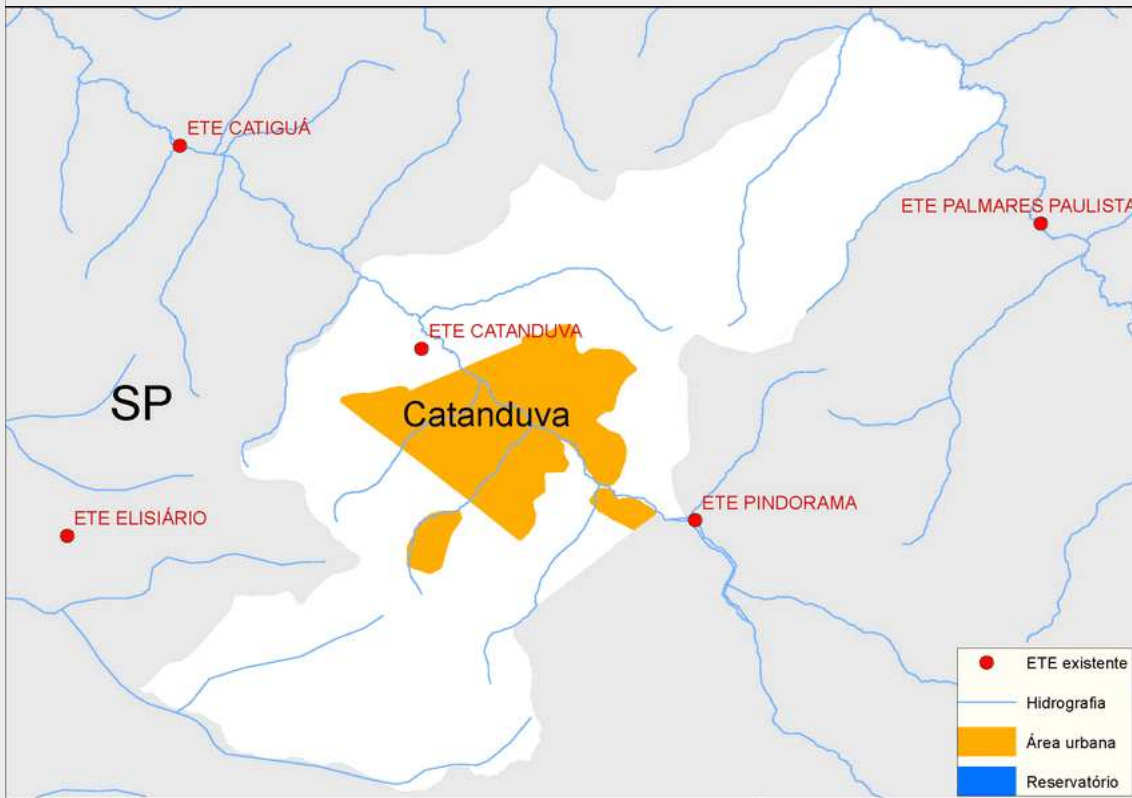 ETE CATIGUÁ
ETE PALMARES PAULISTA
ETE CATANDUVA
SP
Catanduva
ETE PINDORAMA
ETE ELISIÁRIO
ETE existente
Hidrografia
Área urbana
Reservatório